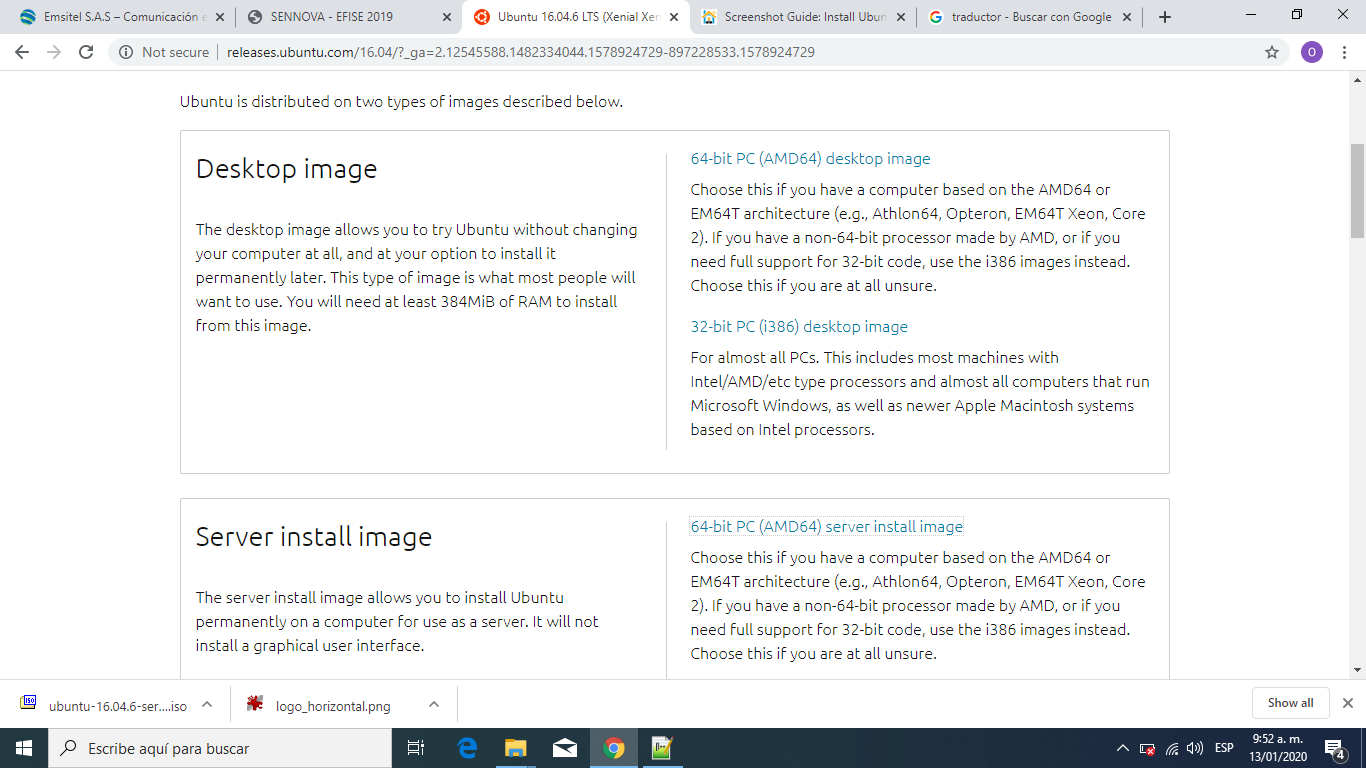 Emsitel S.A.S – Comunicación e
SENNOVA - EFISE 2019
Ubuntu 16.04.6 LTS (Xenial Xer
Screenshot Guide: Install Ubun
traductor - Buscar con Google
Not secure
releases.ubuntu.com/16.04/?_ga=2.12545588.1482334044.1578924729-897228533.1578924729
O
Ubuntu is distributed on two types of images described below.
Desktop image
The desktop image allows you to try Ubuntu without changing
your computer at all, and at your option to install it
permanently later. This type of image is what most people will
want to use. You will need at least 384MiB of RAM to install
from this image.
64-bit PC (AMD64) desktop image
Choose this if you have a computer based on the AMD64 or
EM64T architecture (e.g., Athlon64, Opteron, EM64T Xeon, Core
2). If you have a non-64-bit processor made by AMD, or if you
need full support for 32-bit code, use the i386 images instead.
Choose this if you are at all unsure.
32-bit PC (i386) desktop image
For almost all PCs. This includes most machines with
Intel/AMD/etc type processors and almost all computers that run
Microsoft Windows, as well as newer Apple Macintosh systems
based on Intel processors.
Server install image
The server install image allows you to install Ubuntu
permanently on a computer for use as a server. It will not
install a graphical user interface.
64-bit PC (AMD64) server install image
Choose this if you have a computer based on the AMD64 or
EM64T architecture (e.g., Athlon64, Opteron, EM64T Xeon, Core
2). If you have a non-64-bit processor made by AMD, or if you
need full support for 32-bit code, use the i386 images instead.
Choose this if you are at all unsure.
ISO
ubuntu-16.04.6-ser....iso
logo_horizontal.png
Show all
Escribe aquí para buscar
ESP
9:52 a. m.
13/01/2020
4